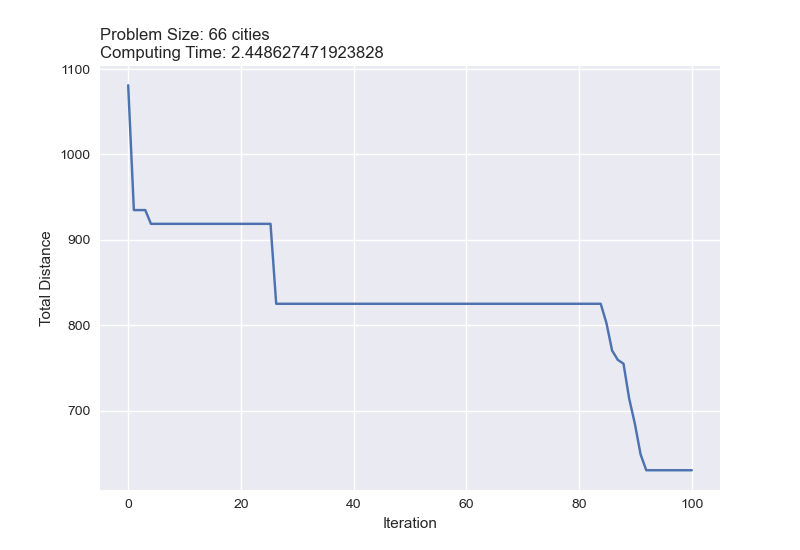 Problem Size: 66 cities
Computing Time: 2.448627471923828
1100
1000
900
800
700
Total Distance
0 20 40 60 80 100
Iteration